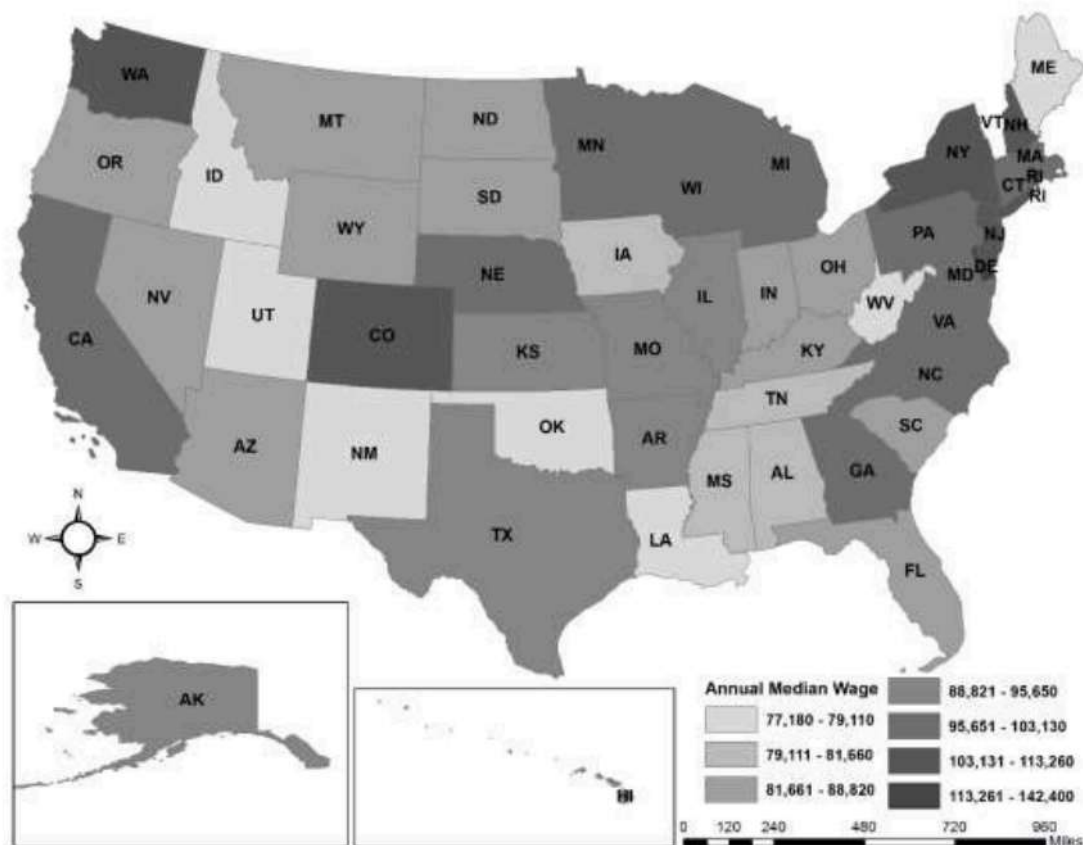 WA
ME
MT
ND
VT
NH
MN
OR
NY
MI
MA
ID
WI
RI
SD
CT
RI
WY
PA
NJ
IA
NE
OH
DE
MD
IN
IL
NV
WV
UT
VA
CO
CA
KS
MO
KY
NC
TN
OK
SC
AR
AZ
NM
GA
MS
AL
TX
LA
N
W E
S
FL
AK
HI
Annual Median Wage
77,180 - 79,110
79,111 - 81,660
81,661 - 88,820
88,821 - 95,650
95,651 - 103,130
103,131 - 113,260
113,261 - 142,400
0 120 240 480 720 960
Miles